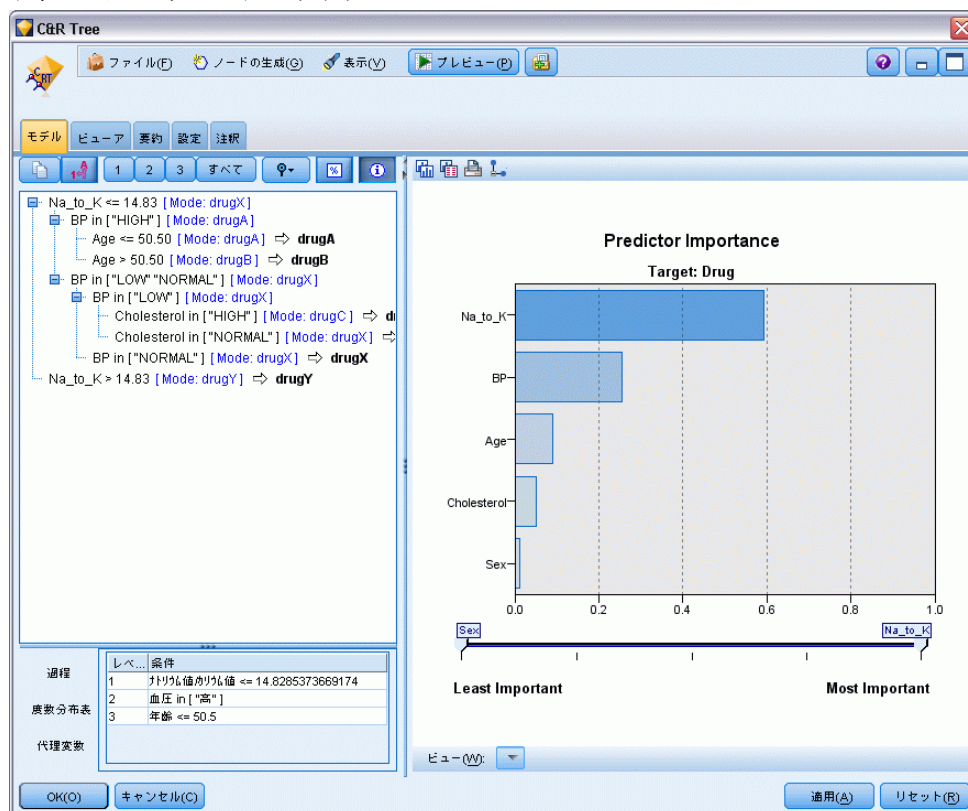 C&R Tree
ファイル(F) ノードの生成(G) 表示(V) プレビュー(P)
モデル ビューア 要約 設定 注釈
1 2 3 すべて %
Na_to_K <= 14.83 [Mode: drugX]
BP in ["HIGH"] [Mode: drugA]
Age <= 50.50 [Mode: drugA] ⇨ drugA
Age > 50.50 [Mode: drugB] ⇨ drugB
BP in ["LOW" "NORMAL"] [Mode: drugX]
BP in ["LOW"] [Mode: drugX]
Cholesterol in ["HIGH"] [Mode: drugC] ⇨
Cholesterol in ["NORMAL"] [Mode: drugX] ⇨
BP in ["NORMAL"] [Mode: drugX] ⇨ drugX
Na_to_K > 14.83 [Mode: drugY] ⇨ drugY
過程
度数分布表
代理変数
レベ... 条件
1 ナトリウム値カリウム値 <= 14.8285373669174
2 血圧 in ["高"]
3 年齢 <= 50.5
Predictor Importance
Target: Drug
Na_to_K
BP
Age
Cholesterol
Sex
0.0 0.2 0.4 0.6 0.8 1.0
Sex Na_to_K
Least Important Most Important
ビュー(W):
OK(O) キャンセル(C) 適用(A) リセット(R)